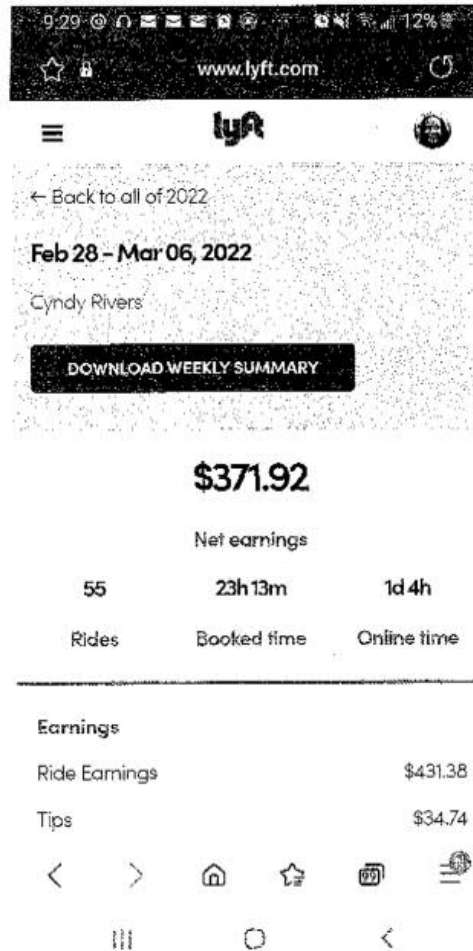 9:29 12%
www.lyft.com
lyft
← Back to all of 2022
Feb 28 - Mar 06, 2022
Cyndy Rivers
DOWNLOAD WEEKLY SUMMARY
$371.92
Net earnings
55 23h 13m 1d 4h
Rides Booked time Online time
Earnings
Ride Earnings $431.38
Tips $34.74
99